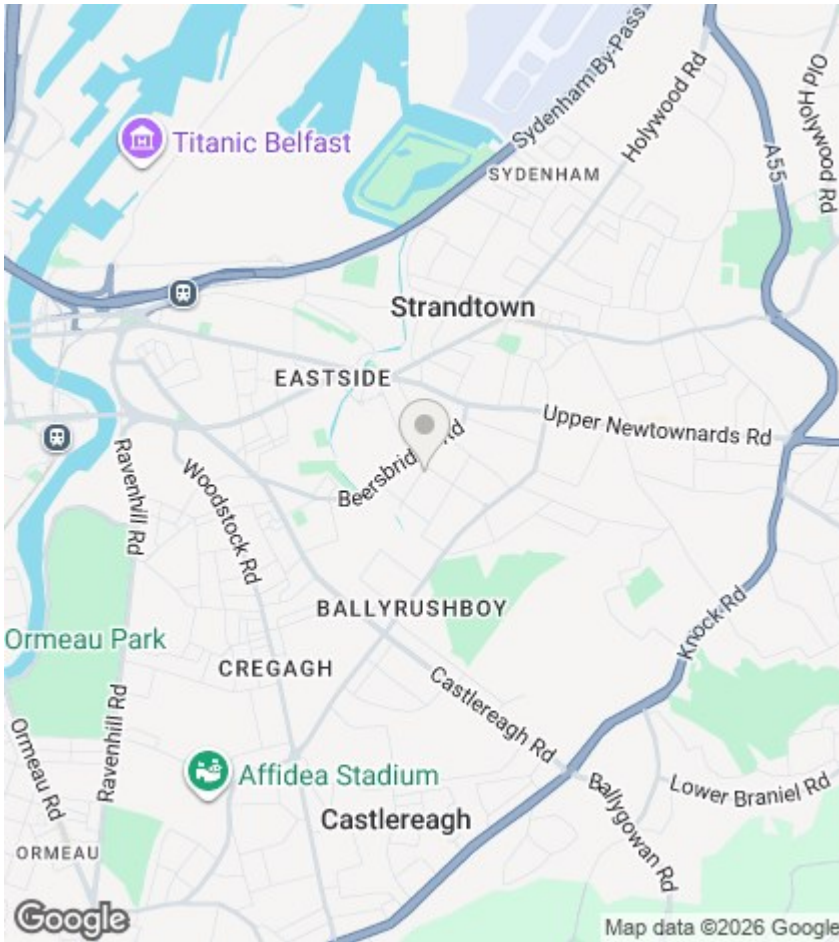 Sydenham By-Pass
Holywood Rd
Old Holywood Rd
A55
Titanic Belfast
SYDENHAM
Strandtown
EASTSIDE
Upper Newtownards Rd
Beersbrid
Rd
Ravenhill Rd
Woodstock Rd
BALLYRUSHBOY
Knock Rd
Ormeau Park
CREGAGH
Castlereagh Rd
Ravenhill Rd
Ormeau Rd
Affidea Stadium
Castlereagh
Ballygowan Rd
Lower Braniel Rd
ORMEAU
Google
Map data ©2026 Google